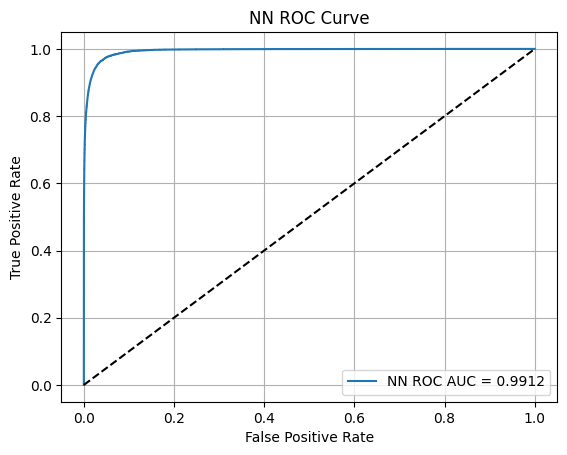 NN ROC Curve
True Positive Rate
1.0
0.8
0.6
0.4
0.2
0.0
NN ROC AUC = 0.9912
0.0 0.2 0.4 0.6 0.8 1.0
False Positive Rate